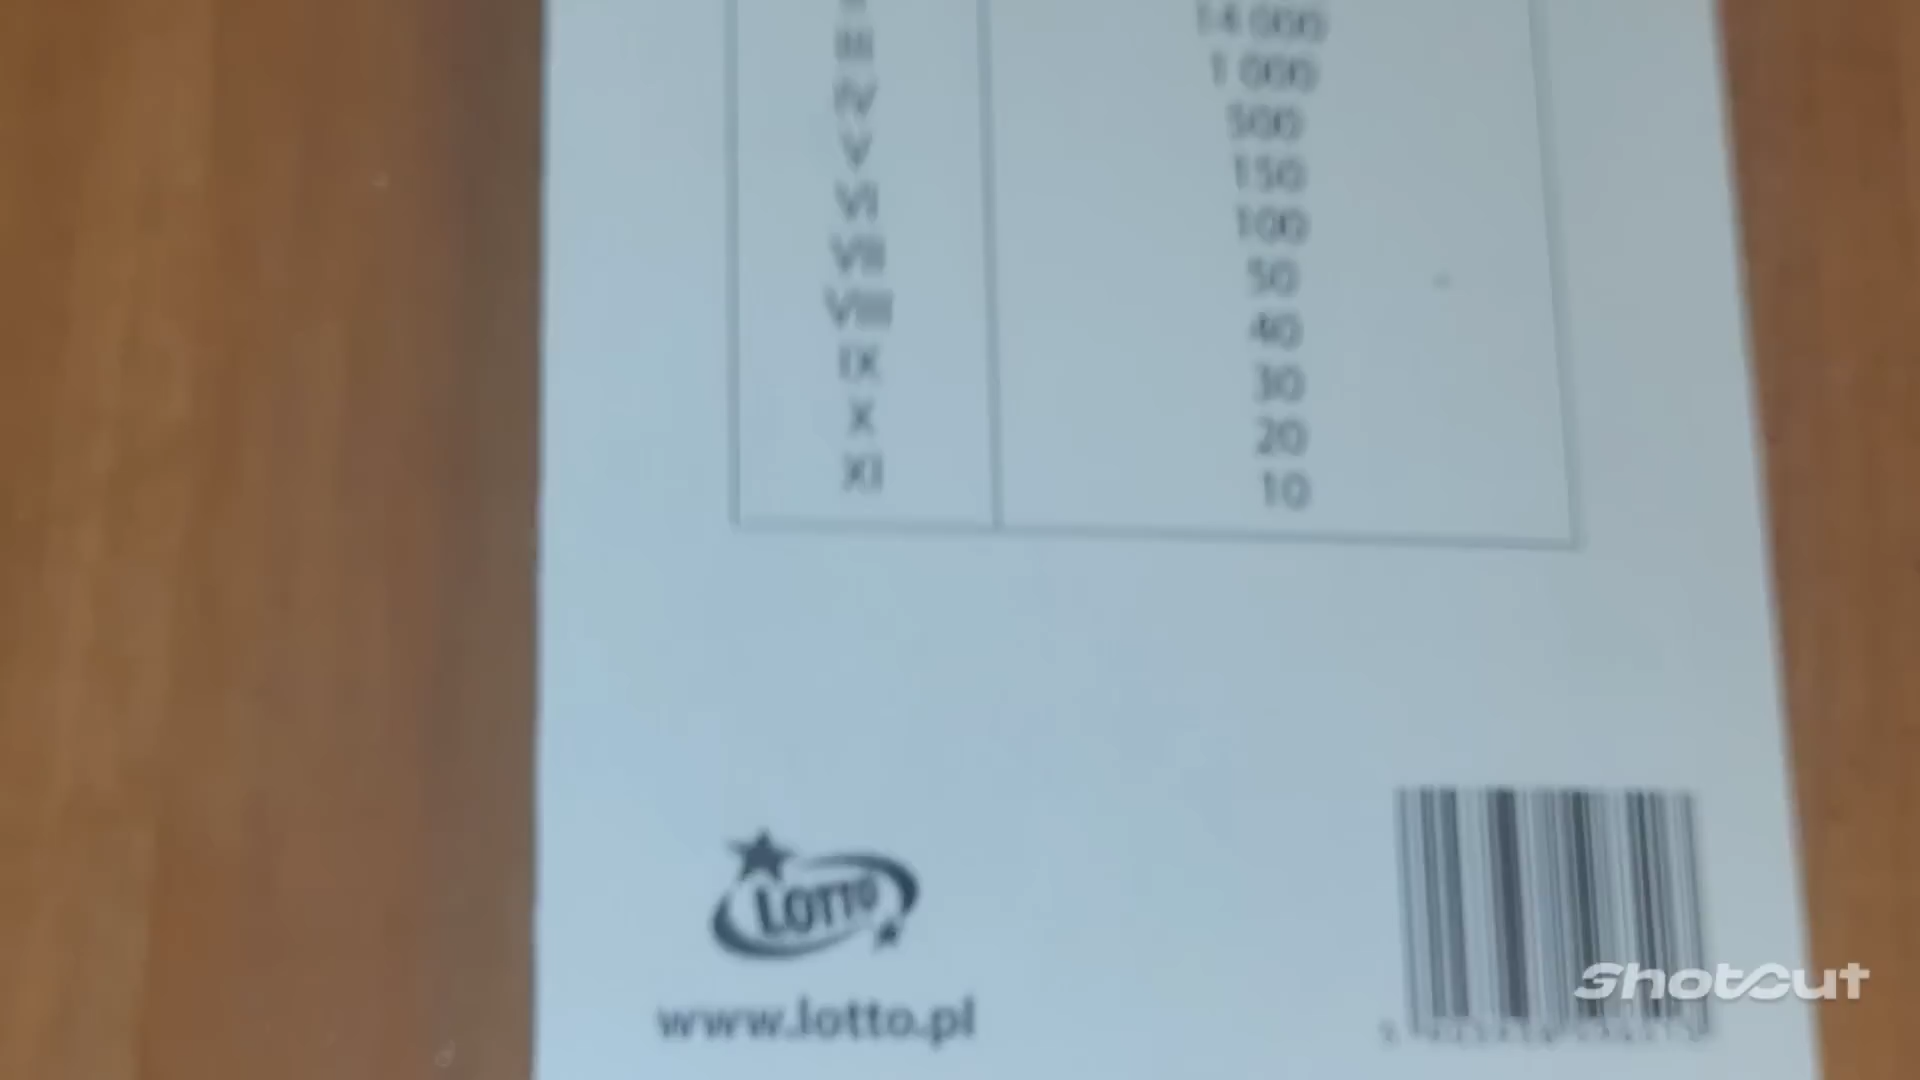 14 000
III 1 000
IV 500
V 150
VI 100
VII 50
VIII 40
IX 30
X 20
XI 10
LOTTO
www.lotto.pl
Shotcut